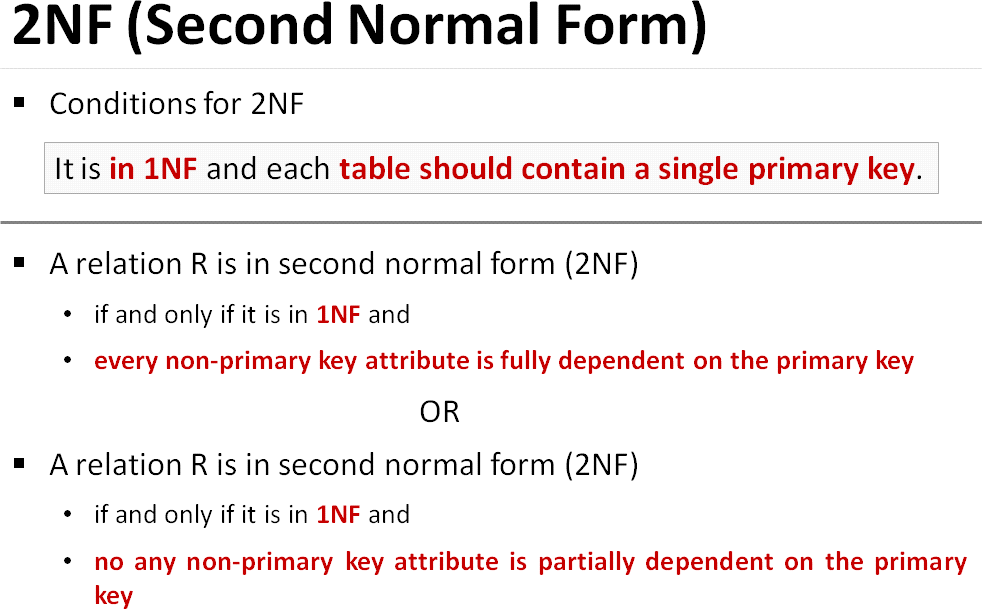 2NF (Second Normal Form)
▪ Conditions for 2NF
It is in 1NF and each table should contain a single primary key.
▪ A relation R is in second normal form (2NF)
• if and only if it is in 1NF and
• every non-primary key attribute is fully dependent on the primary key
OR
▪ A relation R is in second normal form (2NF)
• if and only if it is in 1NF and
• no any non-primary key attribute is partially dependent on the primary
key